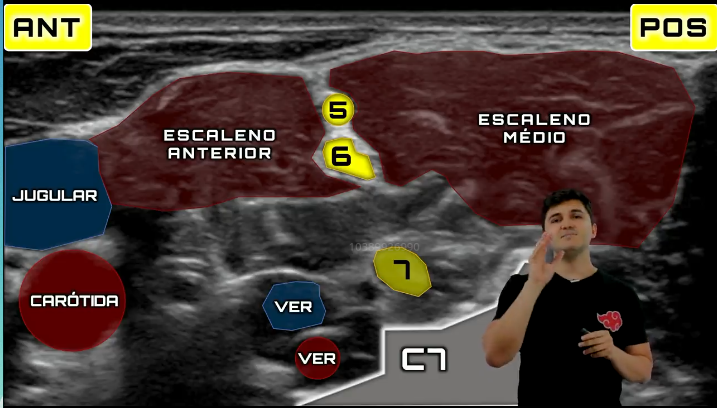 ANT
POS
5
ESCALENO
ANTERIOR
ESCALENO
MÉDIO
6
JUGULAR
7
CARÓTIDA
VER
VER
C7